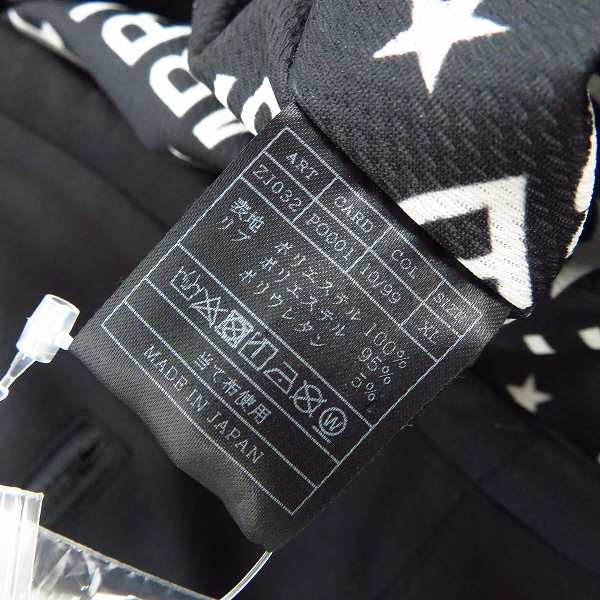 ART CARD COL SIZE
ZJ032 PO001 10/99 XL
表地 ポリエステル 100%
リブ ポリエステル 95%
ポリウレタン 5%
W
当て布使用
MADE IN JAPAN